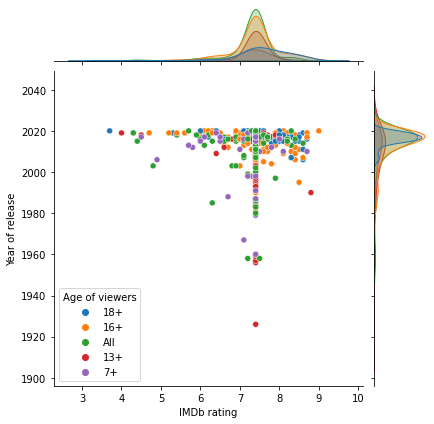 2040
2020
2000
1980
1960
1940
1920
1900
Year of release
Age of viewers
18+
16+
All
13+
7+
3 4 5 6 7 8 9 10
IMDb rating